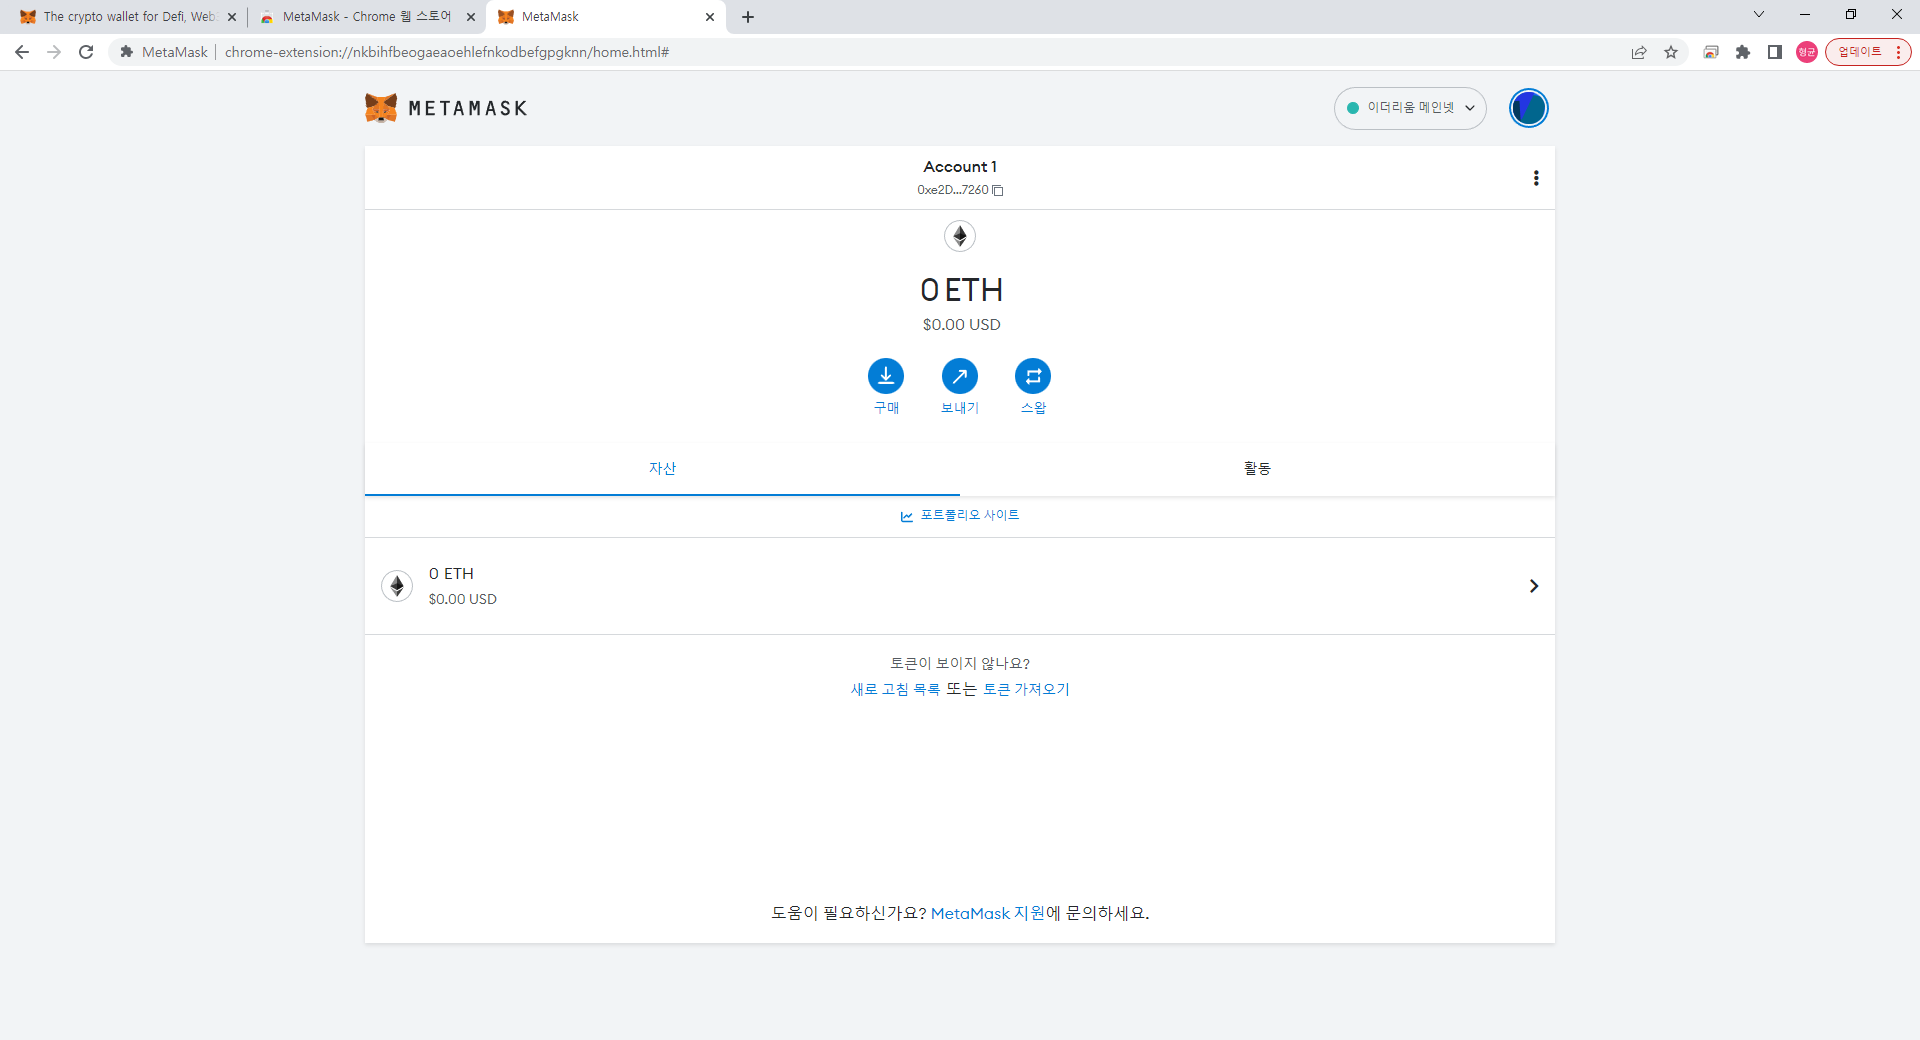 The crypto wallet for Defi, Web
MetaMask - Chrome 웹 스토어
MetaMask
MetaMask
chrome-extension://nkbihfbeogaeaoehlefnkodbefgpgknn/home.html#
형균
업데이트
METAMASK
이더리움 메인넷
Account 1
0xe2D...7260
0 ETH
$0.00 USD
구매
보내기
스왑
자산
활동
포트폴리오 사이트
0 ETH
$0.00 USD
토큰이 보이지 않나요?
새로 고침 목록 또는 토큰 가져오기
도움이 필요하신가요? MetaMask 지원에 문의하세요.